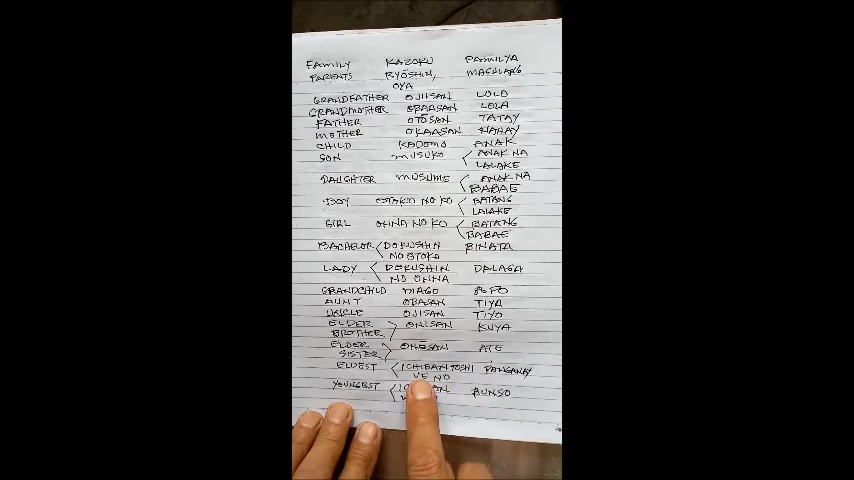 FAMILY KAZOKU PAMILYA
PARENTS RYŌSHIN, MAGULANG
OYA
GRANDFATHER OJIISAN LOLO
GRANDMOTHER OBAASAN LOLA
FATHER OTOSAN TATAY
MOTHER OKAASAN NANAY
CHILD KODOMO ANAK
SON MUSUKO ANAK NA
LALAKE
DAUGHTER MUSUME ANAK NA
BABAE
BOY OTOKO NO KO BATANG
LALAKE
GIRL ONNA NO KO BATANG
BABAE
BACHELOR DOKUSHIN BINATA
NO OTOKO
LADY DOKUSHIN DALAGA
NO ONNA
GRANDCHILD MAGO APO
AUNT OBASAN TIYA
UNCLE OJISAN TIYO
ELDER ONISAN KUYA
BROTHER
ELDER ONESAN ATE
SISTER
ELDEST ICHIBAN TOSHI PANGANAY
UE NO
YOUNGEST BUNSO